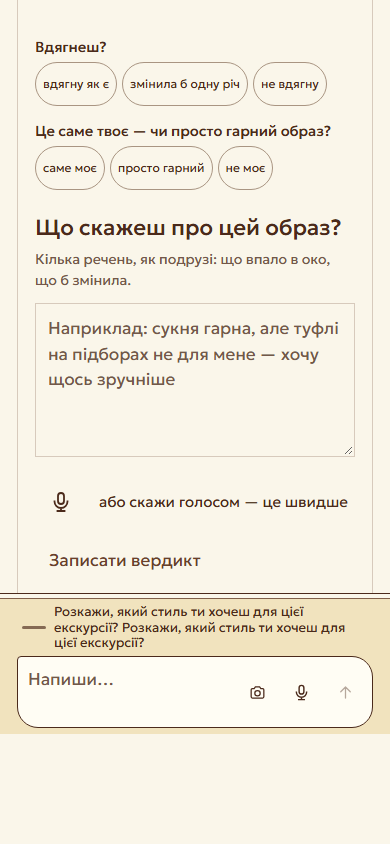 Вдягнеш?
вдягну як є
змінила б одну річ
не вдягну
Це саме твоє — чи просто гарний образ?
саме моє
просто гарний
не моє
Що скажеш про цей образ?
Кілька речень, як подрузі: що впало в око,
що б змінила.
Наприклад: сукня гарна, але туфлі
на підборах не для мене — хочу
щось зручніше
або скажи голосом — це швидше
Записати вердикт
Розкажи, який стиль ти хочеш для цієї
екскурсії? Розкажи, який стиль ти хочеш для
цієї екскурсії?
Напиши...